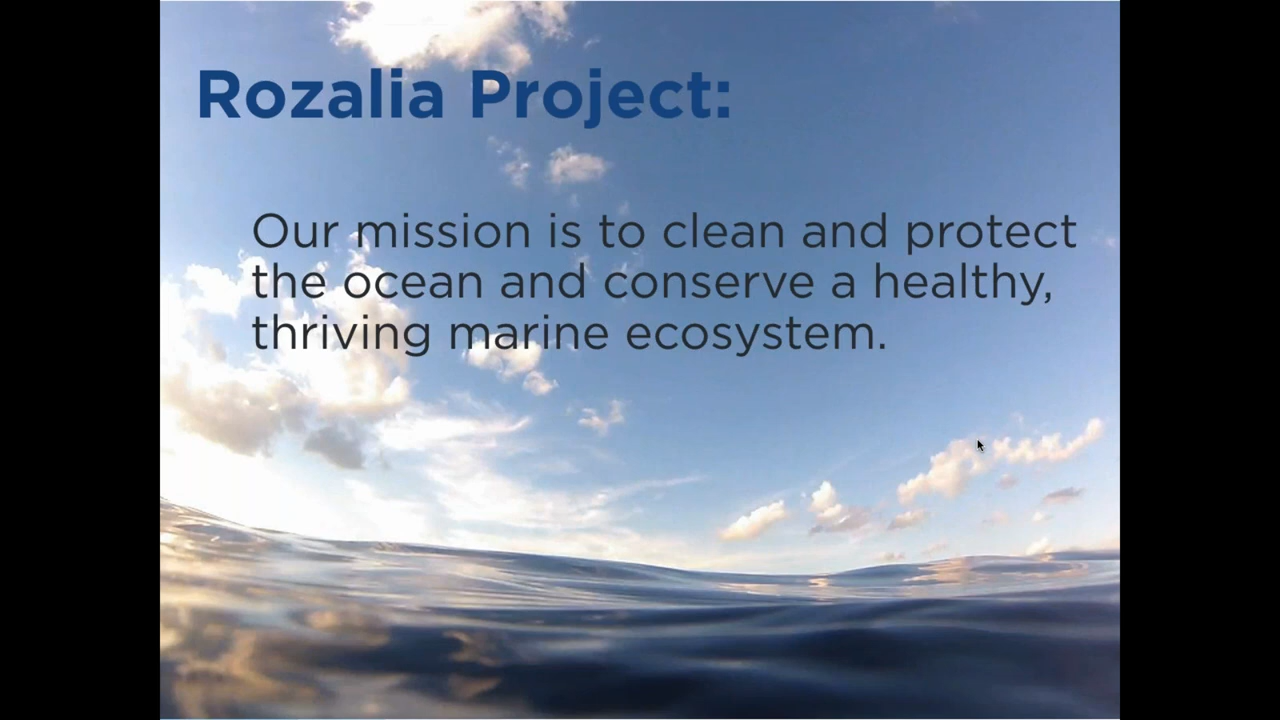 Rozalia Project:
Our mission is to clean and protect
the ocean and conserve a healthy,
thriving marine ecosystem.